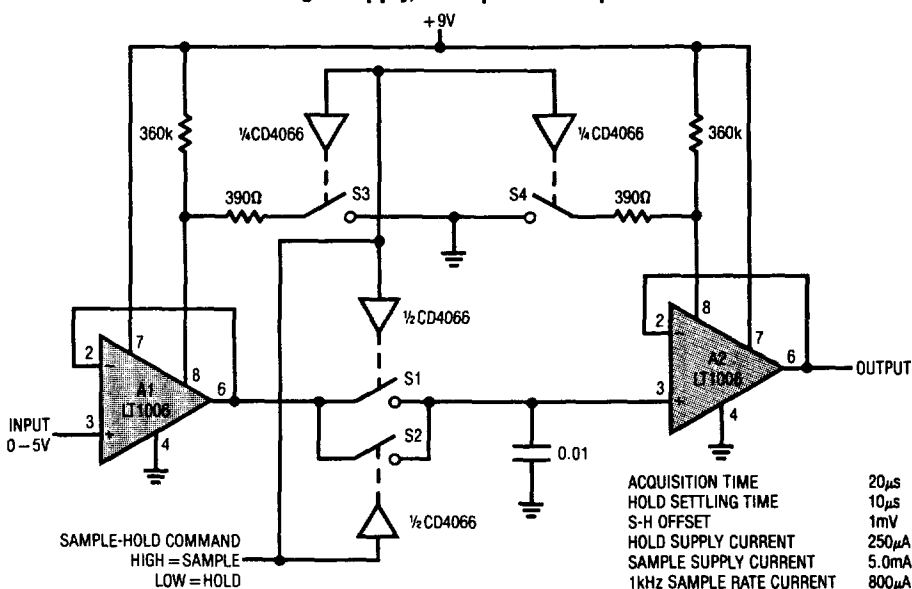 +9V
360k
¼CD4066
¼CD4066
360k
390Ω
S3
S4
390Ω
½CD4066
2
7
8
6
A1
LT1006
3
4
INPUT
0–5V
S1
S2
½CD4066
0.01
2
8
7
6
A2
LT1006
3
4
OUTPUT
SAMPLE-HOLD COMMAND
HIGH = SAMPLE
LOW = HOLD
ACQUISITION TIME 20µs
HOLD SETTLING TIME 10µs
S-H OFFSET 1mV
HOLD SUPPLY CURRENT 250µA
SAMPLE SUPPLY CURRENT 5.0mA
1kHz SAMPLE RATE CURRENT 800µA